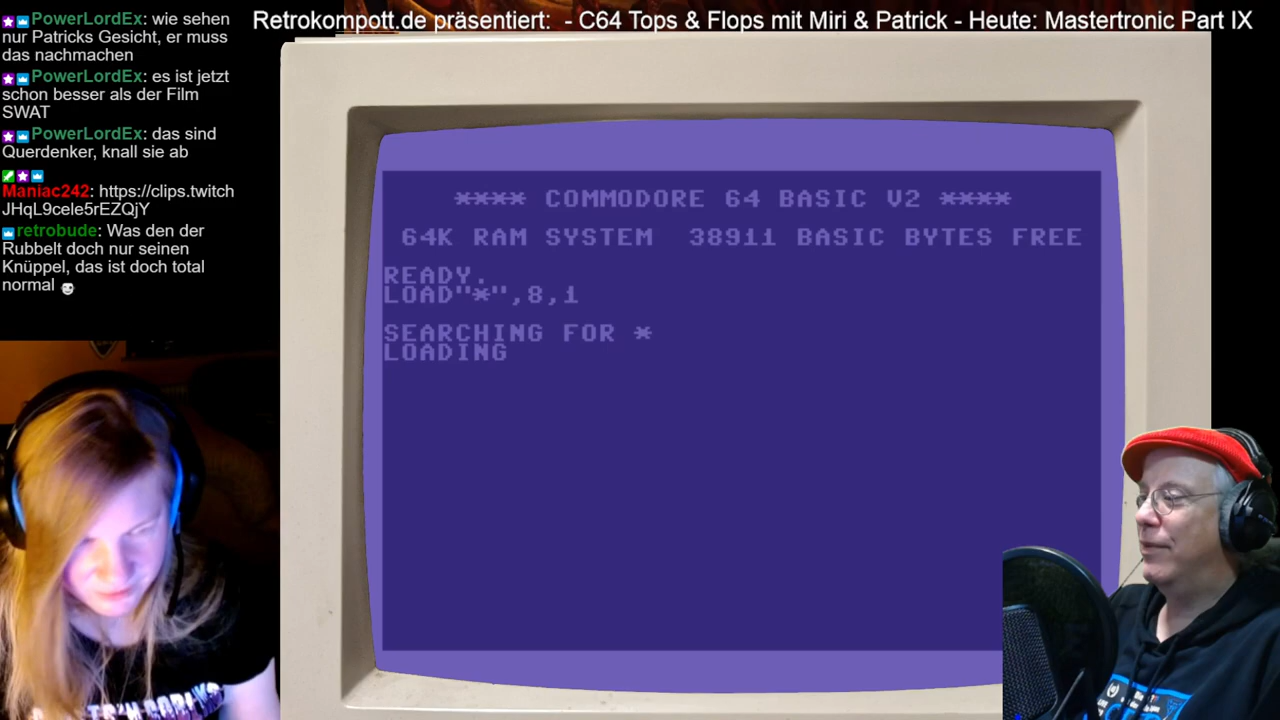 Retrokompott.de präsentiert:  - C64 Tops & Flops mit Miri & Patrick - Heute: Mastertronic Part IX
PowerLordEx: wie sehen
nur Patricks Gesicht, er muss
das nachmachen
PowerLordEx: es ist jetzt
schon besser als der Film
SWAT
PowerLordEx: das sind
Querdenker, knall sie ab
Maniac242: https://clips.twitch
JHqL9cele5rEZQjY
retrobude: Was den der
Rubbelt doch nur seinen
Knüppel, das ist doch total
normal
**** COMMODORE 64 BASIC V2 ****
64K RAM SYSTEM  38911 BASIC BYTES FREE
READY.
LOAD"*",8,1
SEARCHING FOR *
LOADING